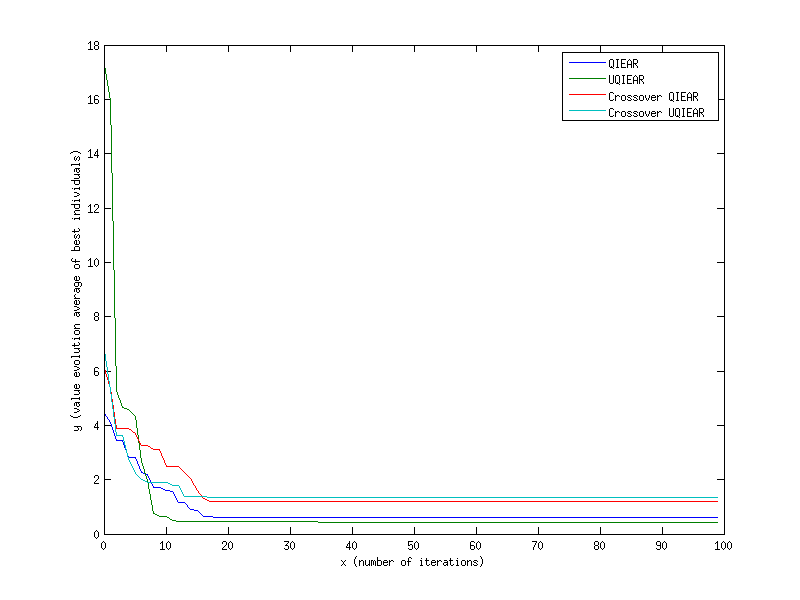 18
16
14
12
10
8
6
4
2
0
y (value evolution average of best individuals)
QIEAR
UQIEAR
Crossover QIEAR
Crossover UQIEAR
0 10 20 30 40 50 60 70 80 90 100
x (number of iterations)